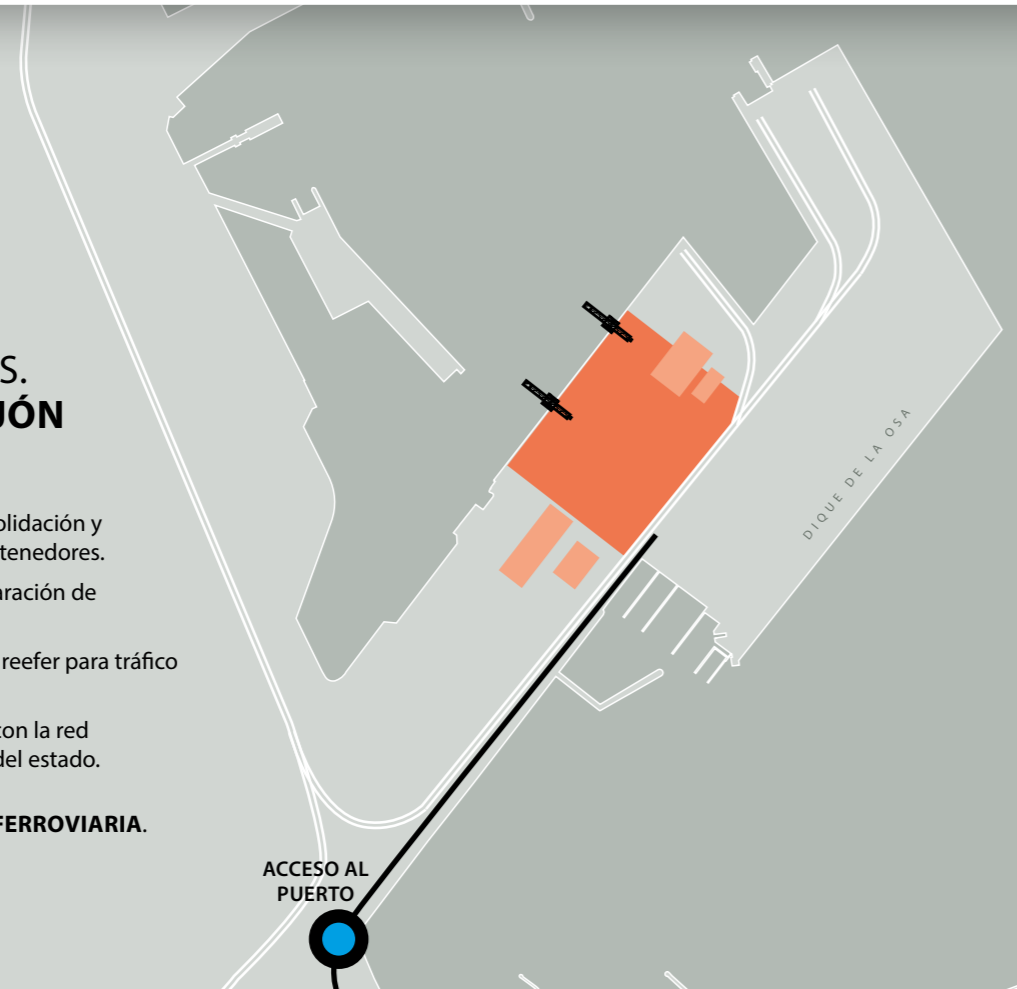 S.
JÓN
olidación y
tenedores.
aración de
reefer para tráfico
con la red
del estado.
FERROVIARIA.
ACCESO AL
PUERTO
DIQUE DE LA OSA